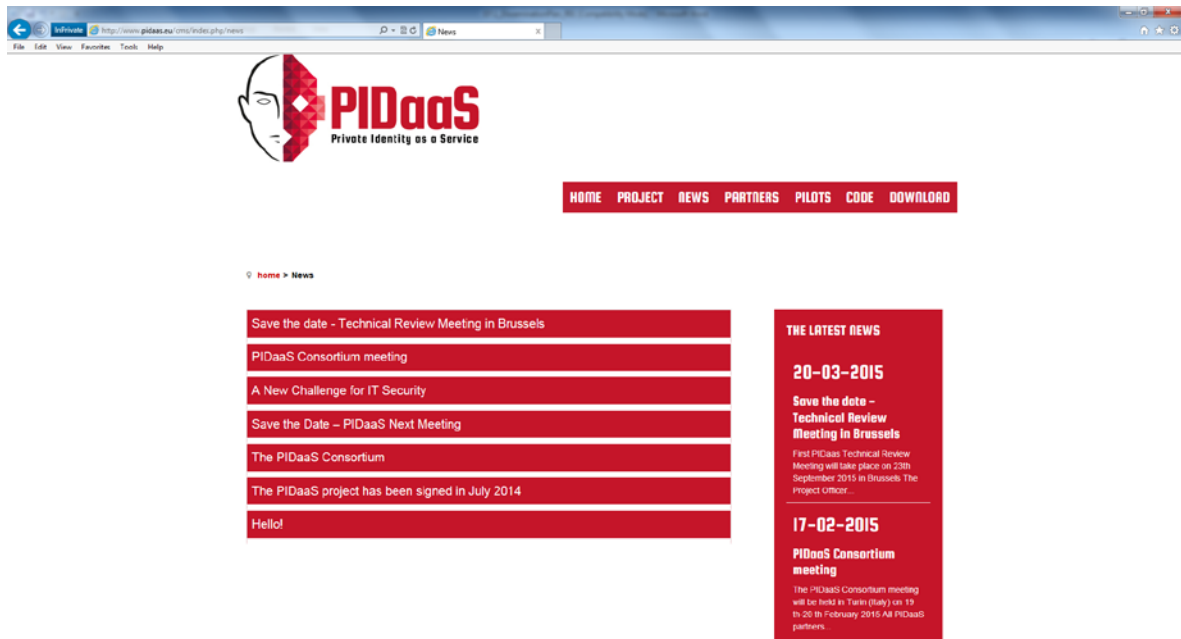 InPrivate http://www.pidaas.eu/cms/index.php/news News
File Edit View Favorites Tools Help
PIDaaS
Private Identity as a Service
HOME PROJECT NEWS PARTNERS PILOTS CODE DOWNLOAD
home > News
Save the date - Technical Review Meeting in Brussels
PIDaaS Consortium meeting
A New Challenge for IT Security
Save the Date – PIDaaS Next Meeting
The PIDaaS Consortium
The PIDaaS project has been signed in July 2014
Hello!
THE LATEST NEWS
20-03-2015
Save the date –
Technical Review
Meeting in Brussels
First PIDaas Technical Review
Meeting will take place on 23th
September 2015 in Brussels The
Project Officer...
17-02-2015
PIDaaS Consortium
meeting
The PIDaaS Consortium meeting
will be held in Turin (Italy) on 19
th-20 th February 2015 All PIDaaS
partners...